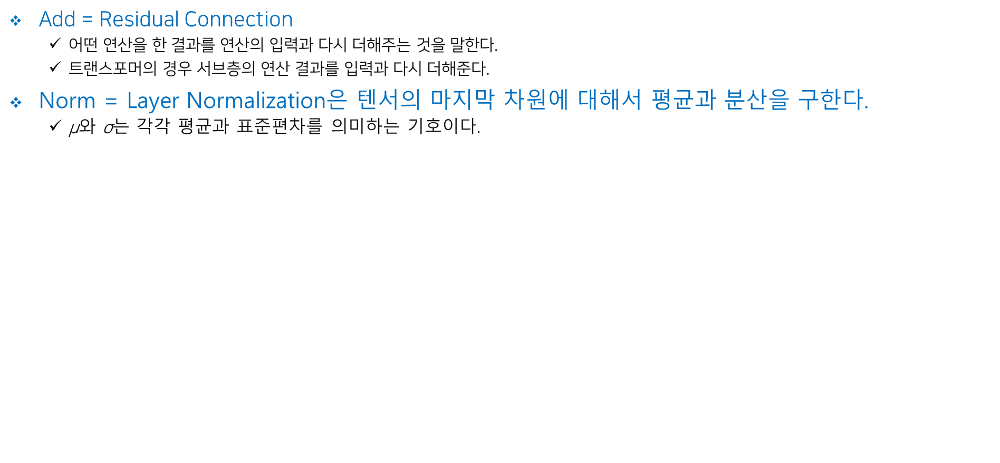 ❖ Add = Residual Connection
✓ 어떤 연산을 한 결과를 연산의 입력과 다시 더해주는 것을 말한다.
✓ 트랜스포머의 경우 서브층의 연산 결과를 입력과 다시 더해준다.
❖ Norm = Layer Normalization은 텐서의 마지막 차원에 대해서 평균과 분산을 구한다.
✓ μ와 σ는 각각 평균과 표준편차를 의미하는 기호이다.